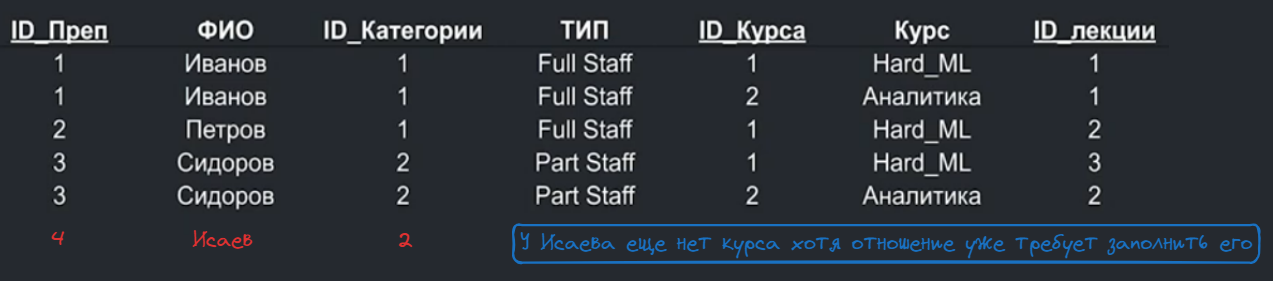 ID_Преп ФИО ID_Категории ТИП ID_Курса Курс ID_лекции
1 Иванов 1 Full Staff 1 Hard_ML 1
1 Иванов 1 Full Staff 2 Аналитика 1
2 Петров 1 Full Staff 1 Hard_ML 2
3 Сидоров 2 Part Staff 1 Hard_ML 3
3 Сидоров 2 Part Staff 2 Аналитика 2
4 Исаев 2 У Исаева еще нет курса хотя отношение уже требует заполнить его